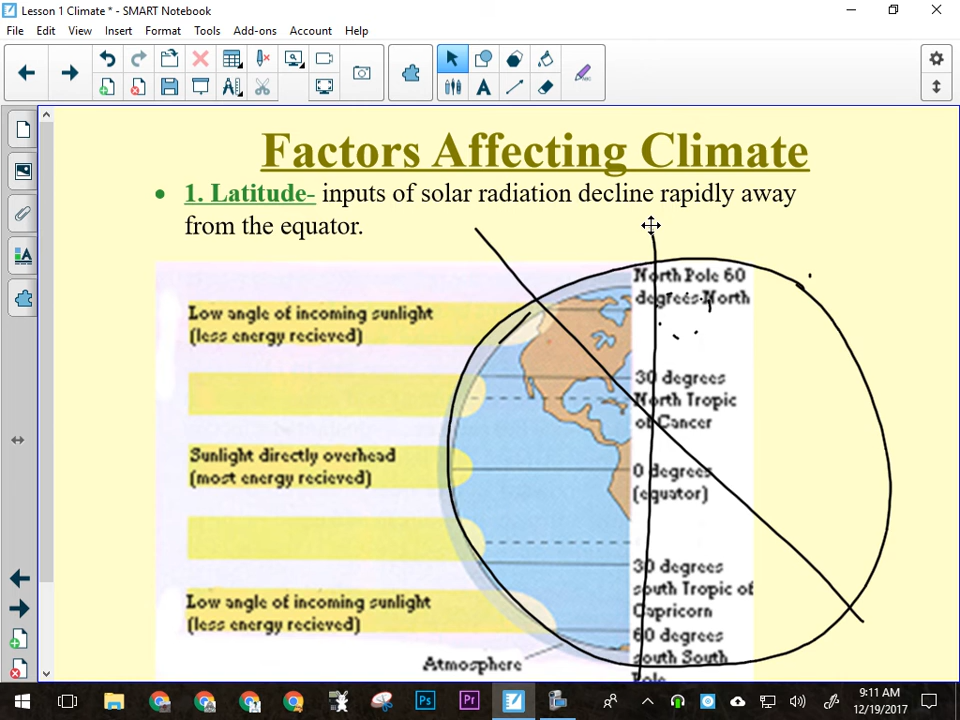 Lesson 1 Climate * - SMART Notebook
File Edit View Insert Format Tools Add-ons Account Help
Factors Affecting Climate
• 1. Latitude- inputs of solar radiation decline rapidly away
from the equator.
North Pole 60
degrees North
Low angle of incoming sunlight
(less energy recieved)
30 degrees
North Tropic
of Cancer
Sunlight directly overhead
(most energy recieved)
0 degrees
(equator)
30 degrees
south Tropic of
Capricorn
Low angle of incoming sunlight
(less energy recieved)
60 degrees
south South
Pole
Atmosphere
9:11 AM
12/19/2017